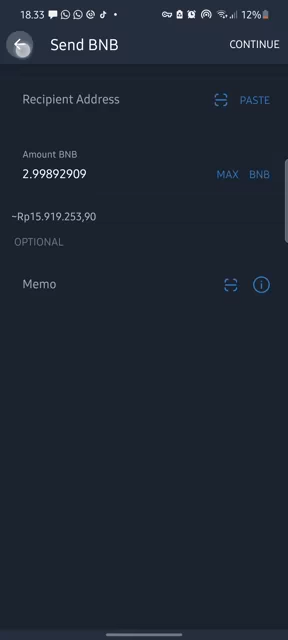 18.33
12%
Send BNB
CONTINUE
Recipient Address
PASTE
Amount BNB
2.99892909
MAX
BNB
~Rp15.919.253,90
OPTIONAL
Memo